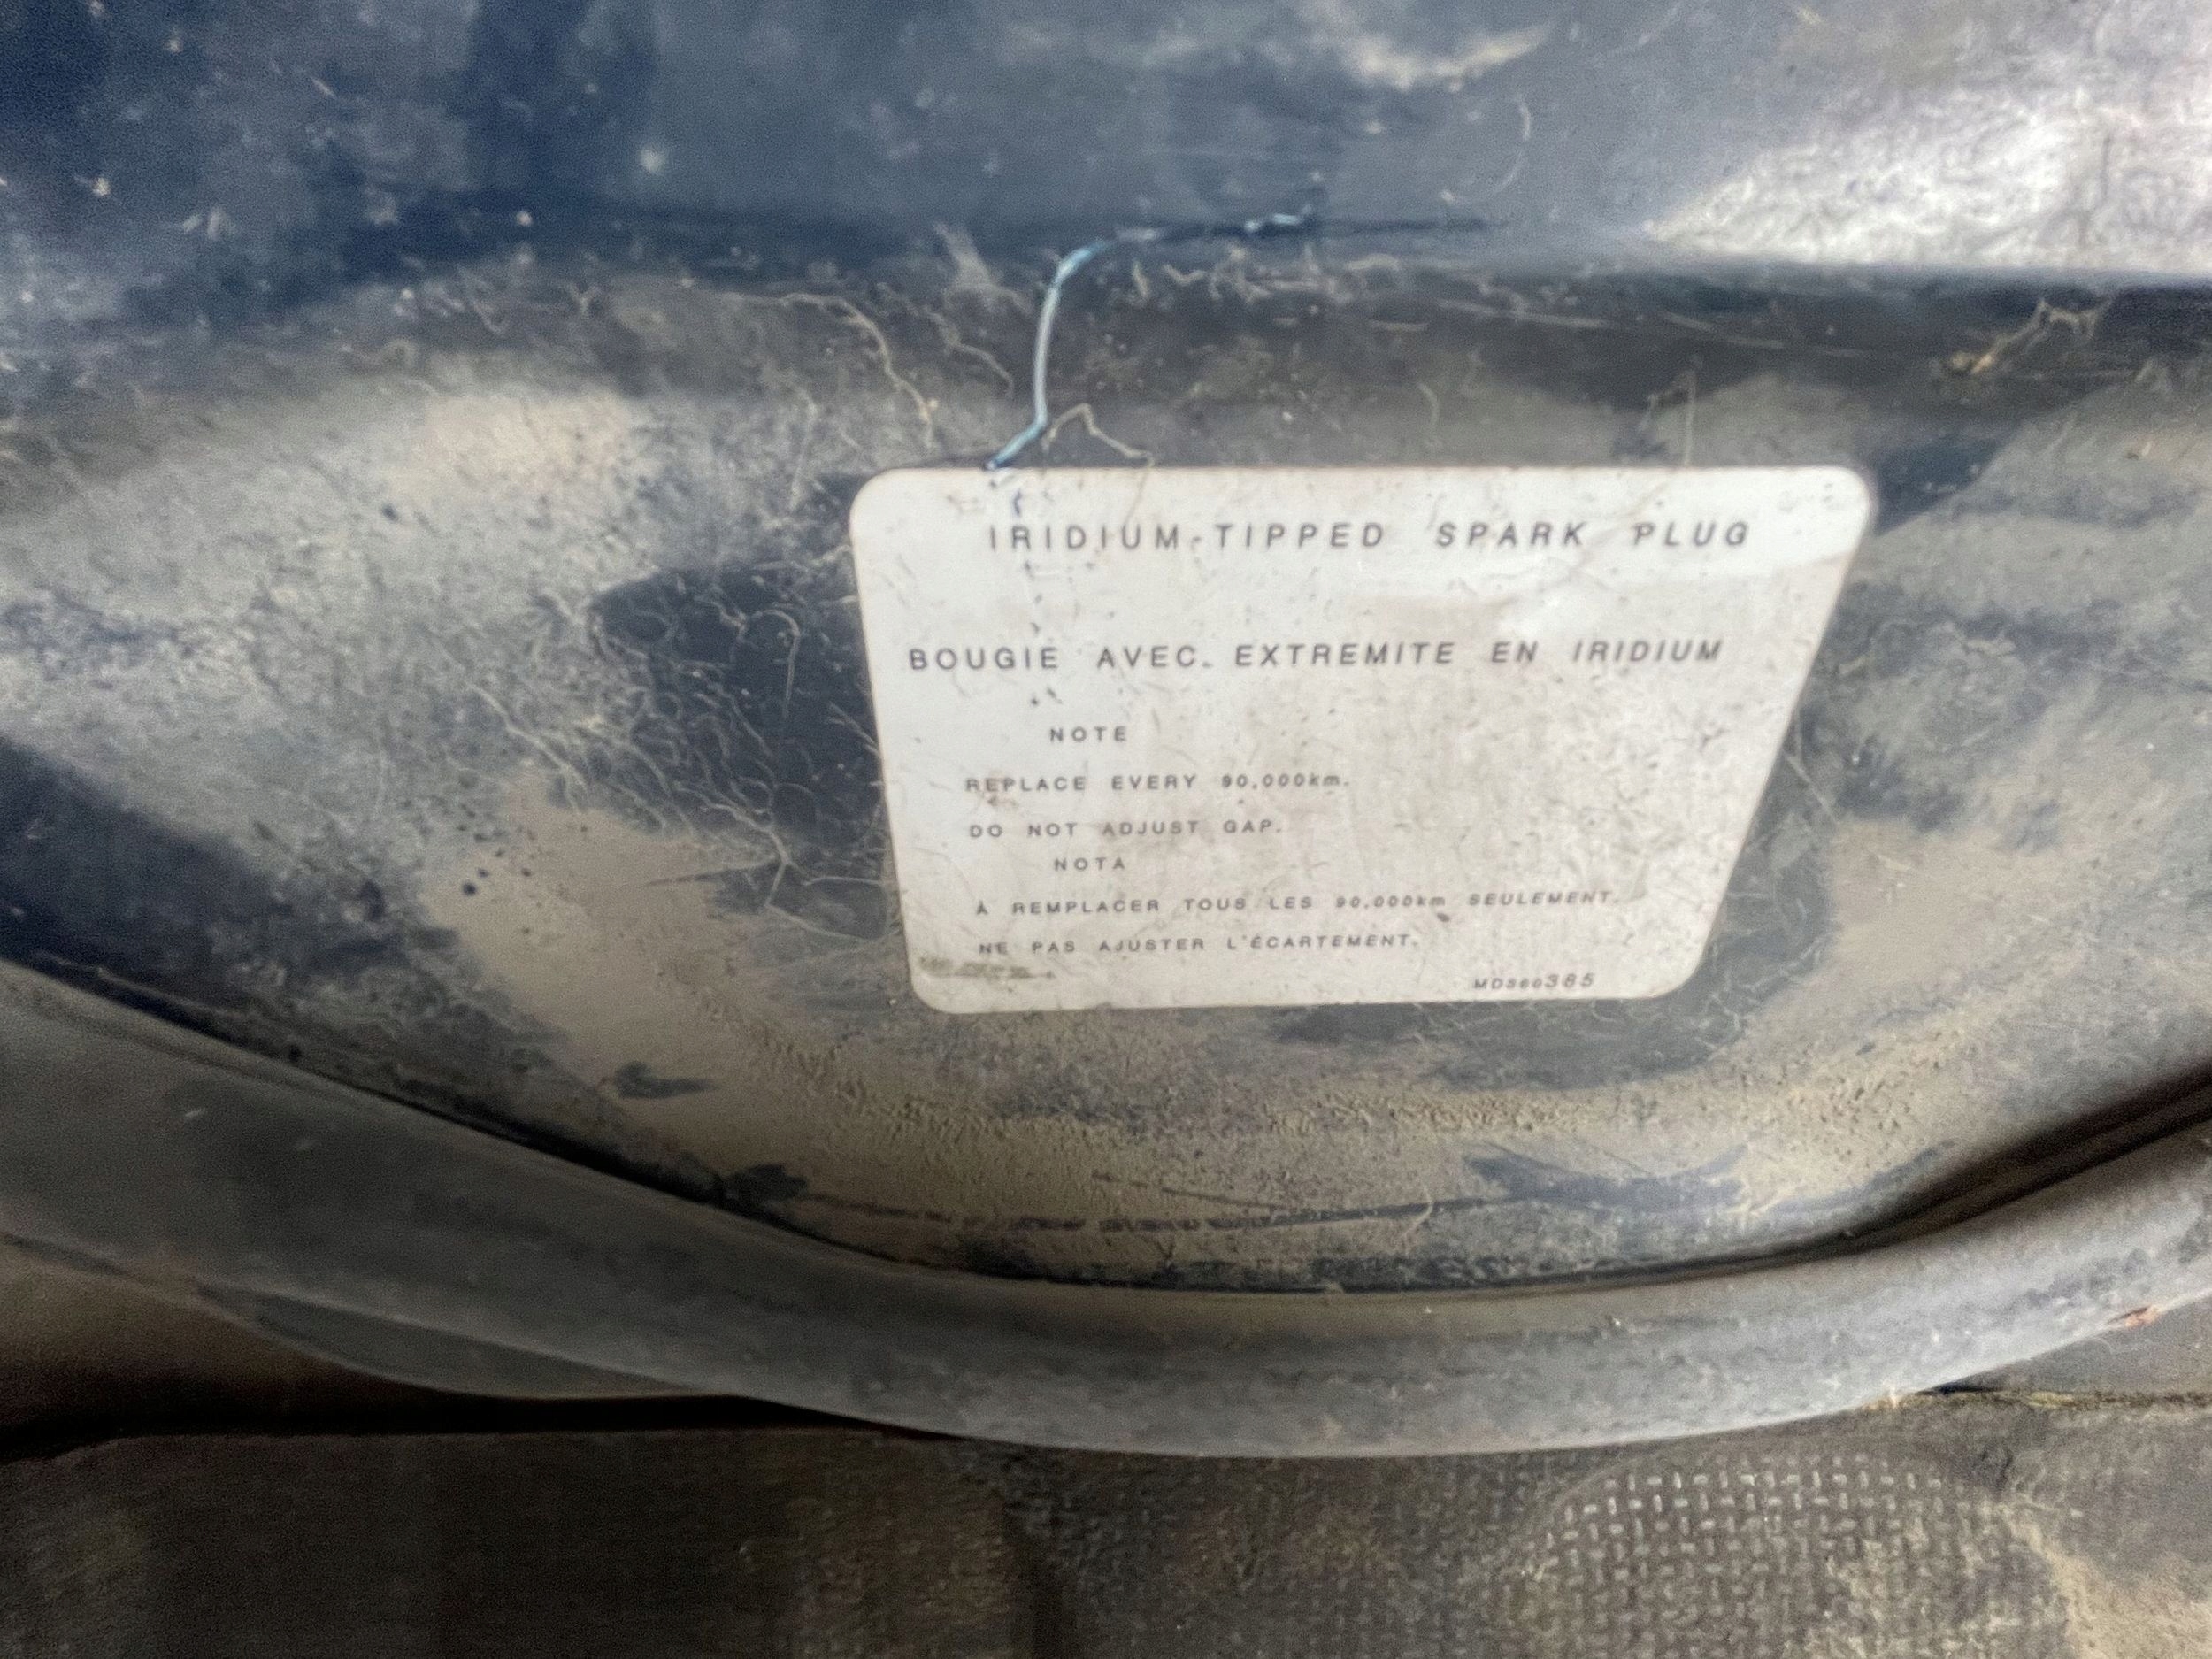 IRIDIUM-TIPPED SPARK PLUG
BOUGIE AVEC EXTREMITE EN IRIDIUM
NOTE
REPLACE EVERY 90,000km.
DO NOT ADJUST GAP.
NOTA
À REMPLACER TOUS LES 90,000km SEULEMENT.
NE PAS AJUSTER L'ÉCARTEMENT.
MD360385